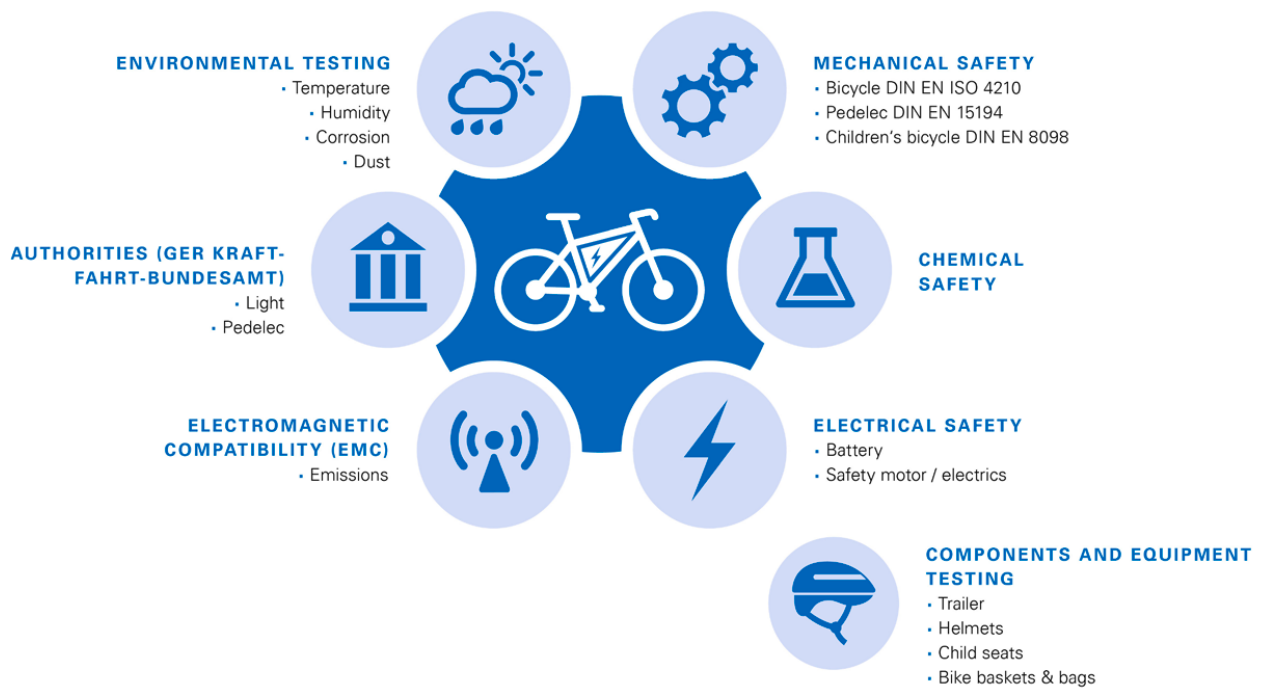 ENVIRONMENTAL TESTING
· Temperature
· Humidity
· Corrosion
· Dust
MECHANICAL SAFETY
· Bicycle DIN EN ISO 4210
· Pedelec DIN EN 15194
· Children‘s bicycle DIN EN 8098
AUTHORITIES (GER KRAFT-
FAHRT-BUNDESAMT)
· Light
· Pedelec
CHEMICAL
SAFETY
ELECTROMAGNETIC
COMPATIBILITY (EMC)
· Emissions
ELECTRICAL SAFETY
· Battery
· Safety motor / electrics
COMPONENTS AND EQUIPMENT
TESTING
· Trailer
· Helmets
· Child seats
· Bike baskets & bags